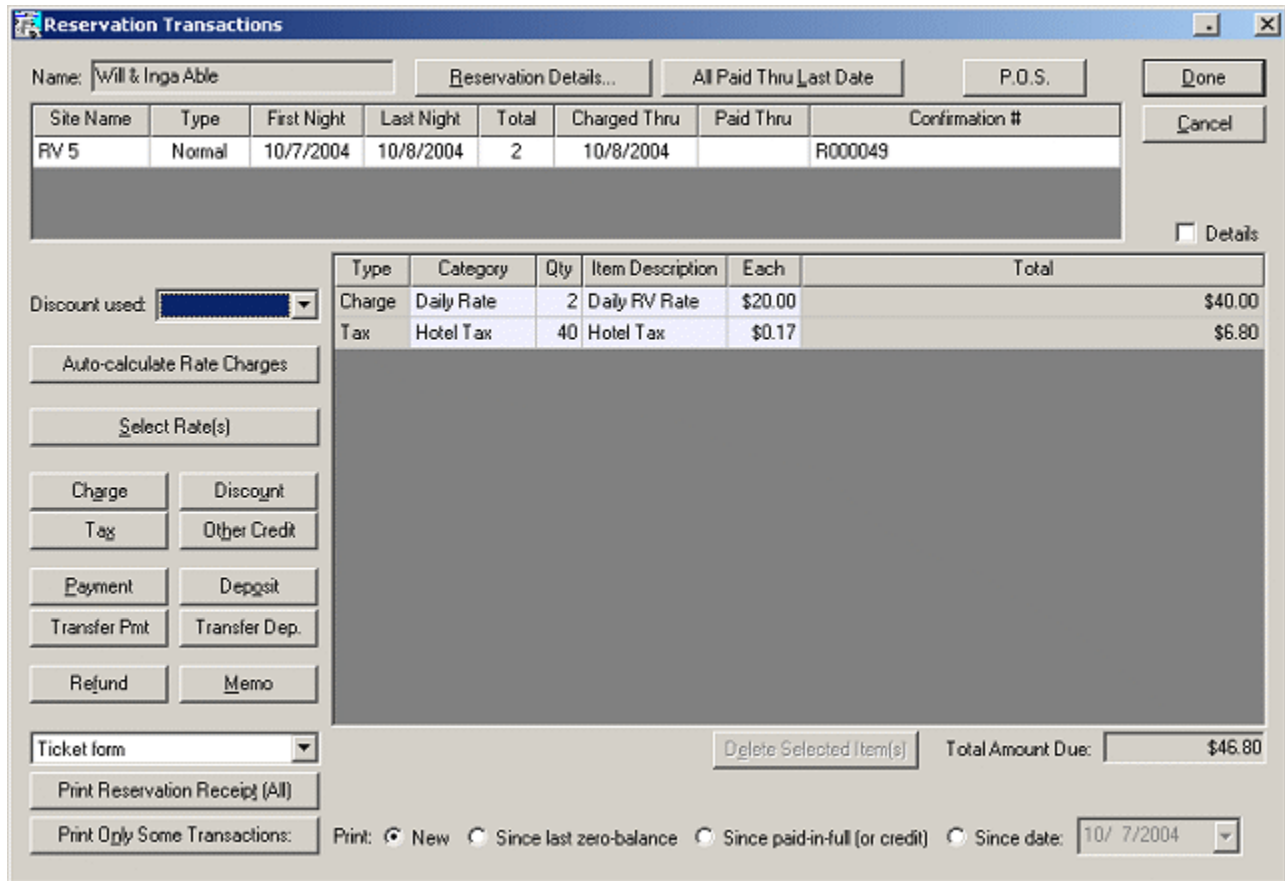 Reservation Transactions
Name: Will & Inga Able Reservation Details... All Paid Thru Last Date P.O.S. Done
Site Name Type First Night Last Night Total Charged Thru Paid Thru Confirmation # Cancel
RV 5 Normal 10/7/2004 10/8/2004 2 10/8/2004 R000049
Details
Type Category Qty Item Description Each Total
Discount used: Charge Daily Rate 2 Daily RV Rate $20.00 $40.00
Tax Hotel Tax 40 Hotel Tax $0.17 $6.80
Auto-calculate Rate Charges
Select Rate(s)
Charge Discount
Tax Other Credit
Payment Deposit
Transfer Pmt Transfer Dep.
Refund Memo
Ticket form Delete Selected Item(s) Total Amount Due: $46.80
Print Reservation Receipt (All)
Print Only Some Transactions: Print: New Since last zero-balance Since paid-in-full (or credit) Since date: 10/ 7/2004